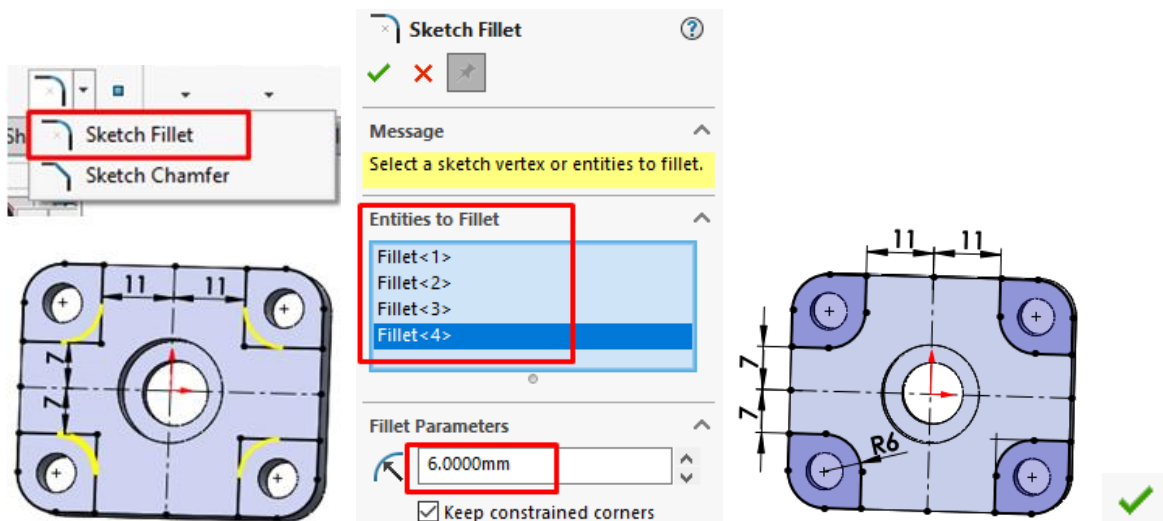 Sketch Fillet
Sketch Chamfer
11 11
7
7
Sketch Fillet
?
Message
Select a sketch vertex or entities to fillet.
Entities to Fillet
Fillet<1>
Fillet<2>
Fillet<3>
Fillet<4>
Fillet Parameters
6.0000mm
Keep constrained corners
11 11
7
7
R6